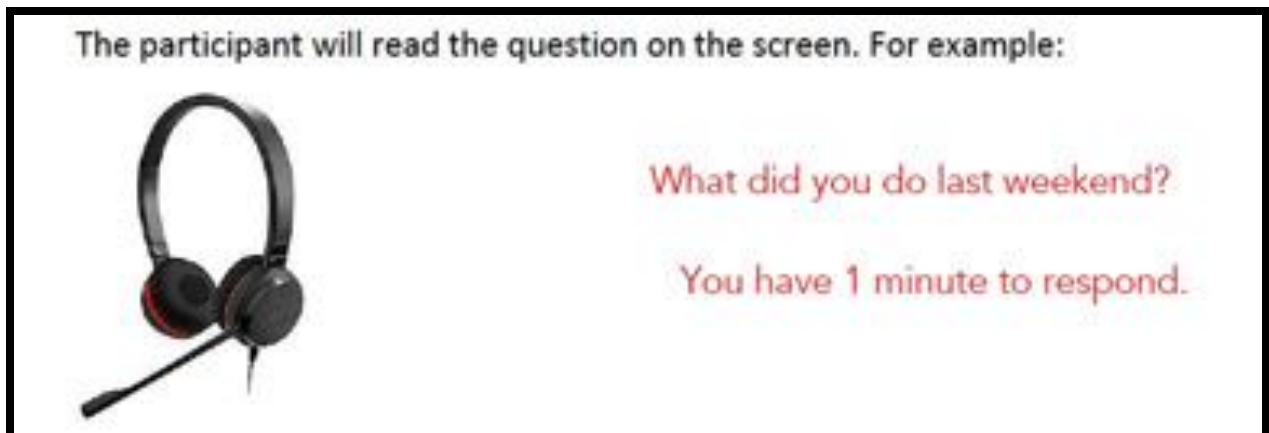 The participant will read the question on the screen. For example:
What did you do last weekend?
You have 1 minute to respond.